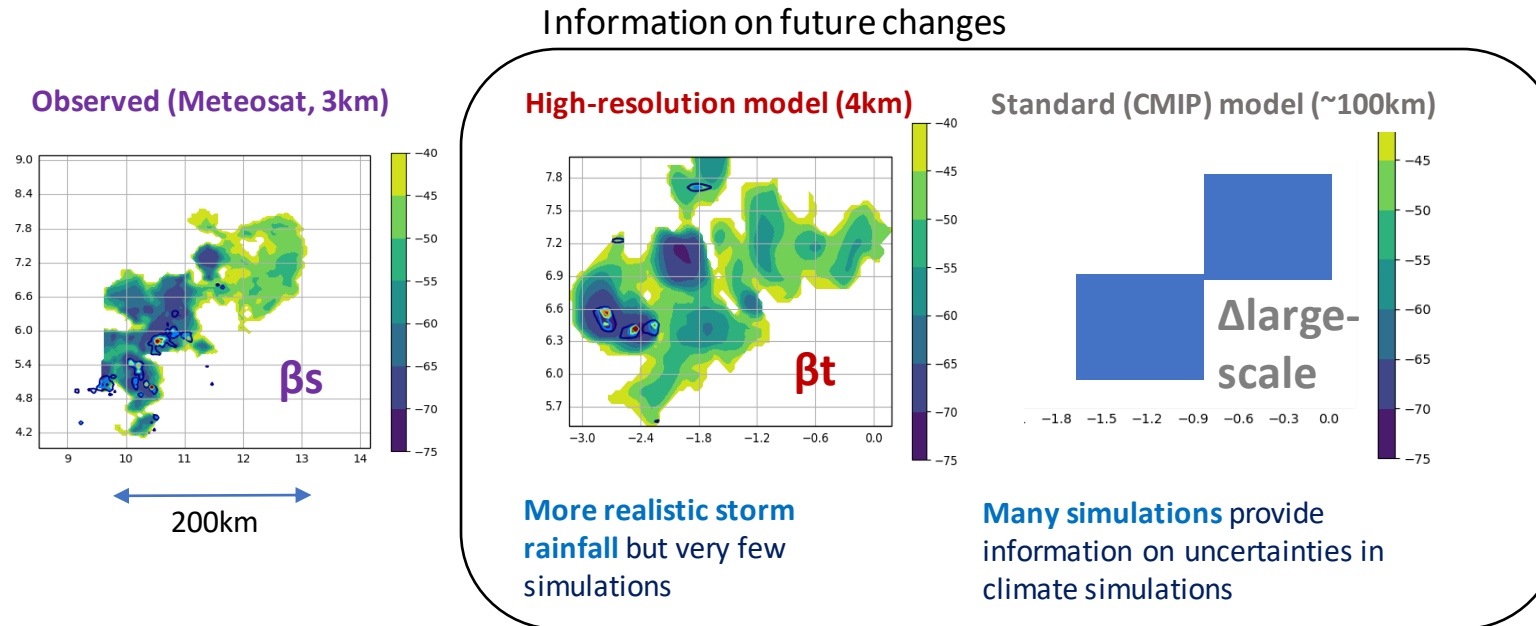 Information on future changes
Observed (Meteosat, 3km)
9.0
8.4
7.8
7.2
6.6
6.0
5.4
4.8
4.2
9 10 11 12 13 14
−40
−45
−50
−55
−60
−65
−70
−75
βs
200km
High-resolution model (4km)
7.8
7.5
7.2
6.9
6.6
6.3
6.0
5.7
−3.0 −2.4 −1.8 −1.2 −0.6 0.0
−40
−45
−50
−55
−60
−65
−70
−75
βt
More realistic storm
rainfall but very few
simulations
Standard (CMIP) model (~100km)
Δlarge-
scale
−1.8 −1.5 −1.2 −0.9 −0.6 −0.3 0.0
−45
−50
−55
−60
−65
−70
−75
Many simulations provide
information on uncertainties in
climate simulations